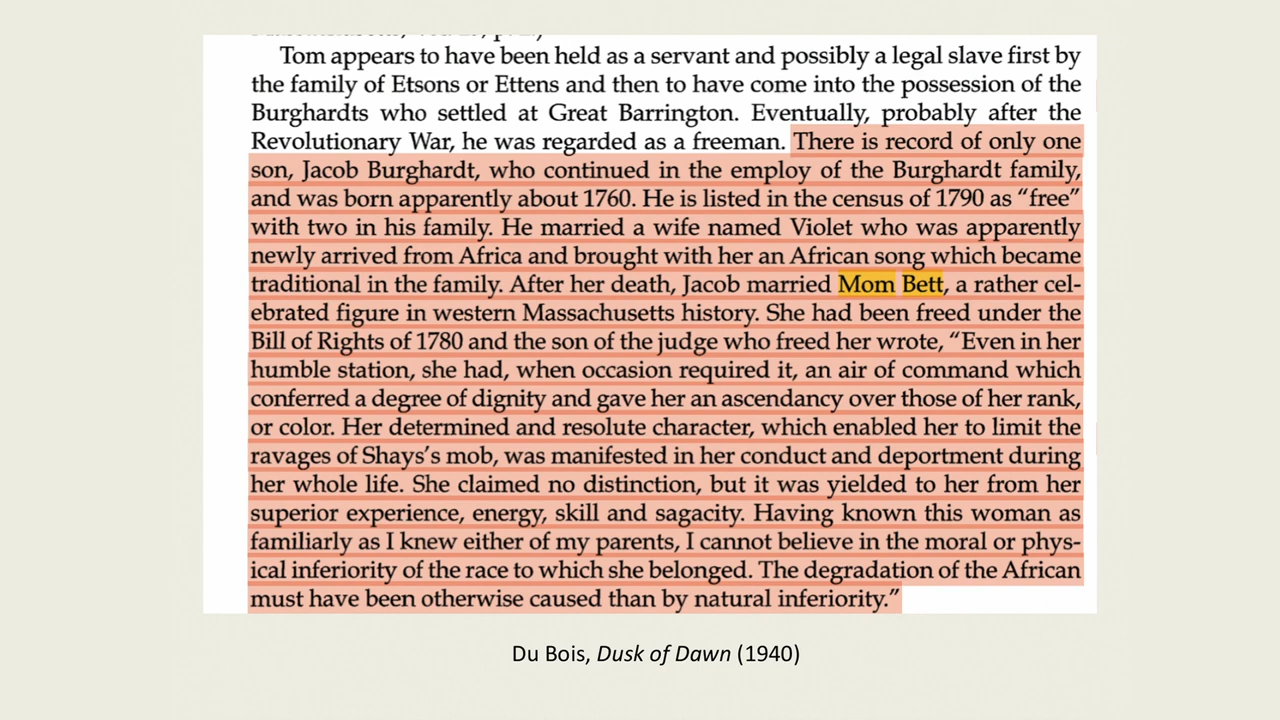 Tom appears to have been held as a servant and possibly a legal slave first by
the family of Etsons or Ettens and then to have come into the possession of the
Burghardts who settled at Great Barrington. Eventually, probably after the
Revolutionary War, he was regarded as a freeman. There is record of only one
son, Jacob Burghardt, who continued in the employ of the Burghardt family,
and was born apparently about 1760. He is listed in the census of 1790 as “free”
with two in his family. He married a wife named Violet who was apparently
newly arrived from Africa and brought with her an African song which became
traditional in the family. After her death, Jacob married Mom Bett, a rather cel-
ebrated figure in western Massachusetts history. She had been freed under the
Bill of Rights of 1780 and the son of the judge who freed her wrote, “Even in her
humble station, she had, when occasion required it, an air of command which
conferred a degree of dignity and gave her an ascendancy over those of her rank,
or color. Her determined and resolute character, which enabled her to limit the
ravages of Shays’s mob, was manifested in her conduct and deportment during
her whole life. She claimed no distinction, but it was yielded to her from her
superior experience, energy, skill and sagacity. Having known this woman as
familiarly as I knew either of my parents, I cannot believe in the moral or phys-
ical inferiority of the race to which she belonged. The degradation of the African
must have been otherwise caused than by natural inferiority.”
Du Bois, Dusk of Dawn (1940)